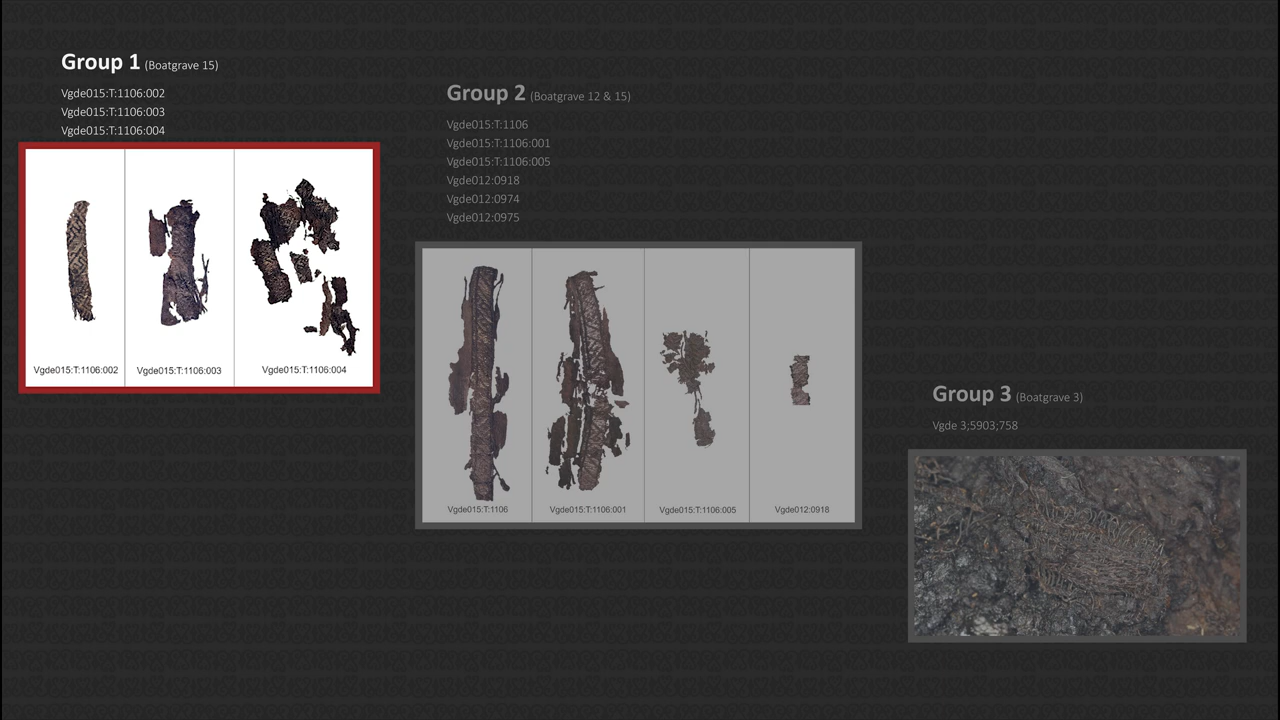 Group 1 (Boatgrave 15)
Vgde015:T:1106:002
Vgde015:T:1106:003
Vgde015:T:1106:004
Vgde015:T:1106:002
Vgde015:T:1106:003
Vgde015:T:1106:004
Group 2 (Boatgrave 12 & 15)
Vgde015:T:1106
Vgde015:T:1106:001
Vgde015:T:1106:005
Vgde012:0918
Vgde012:0974
Vgde012:0975
Vgde015:T:1106
Vgde015:T:1106:001
Vgde015:T:1106:005
Vgde012:0918
Group 3 (Boatgrave 3)
Vgde 3;5903;758